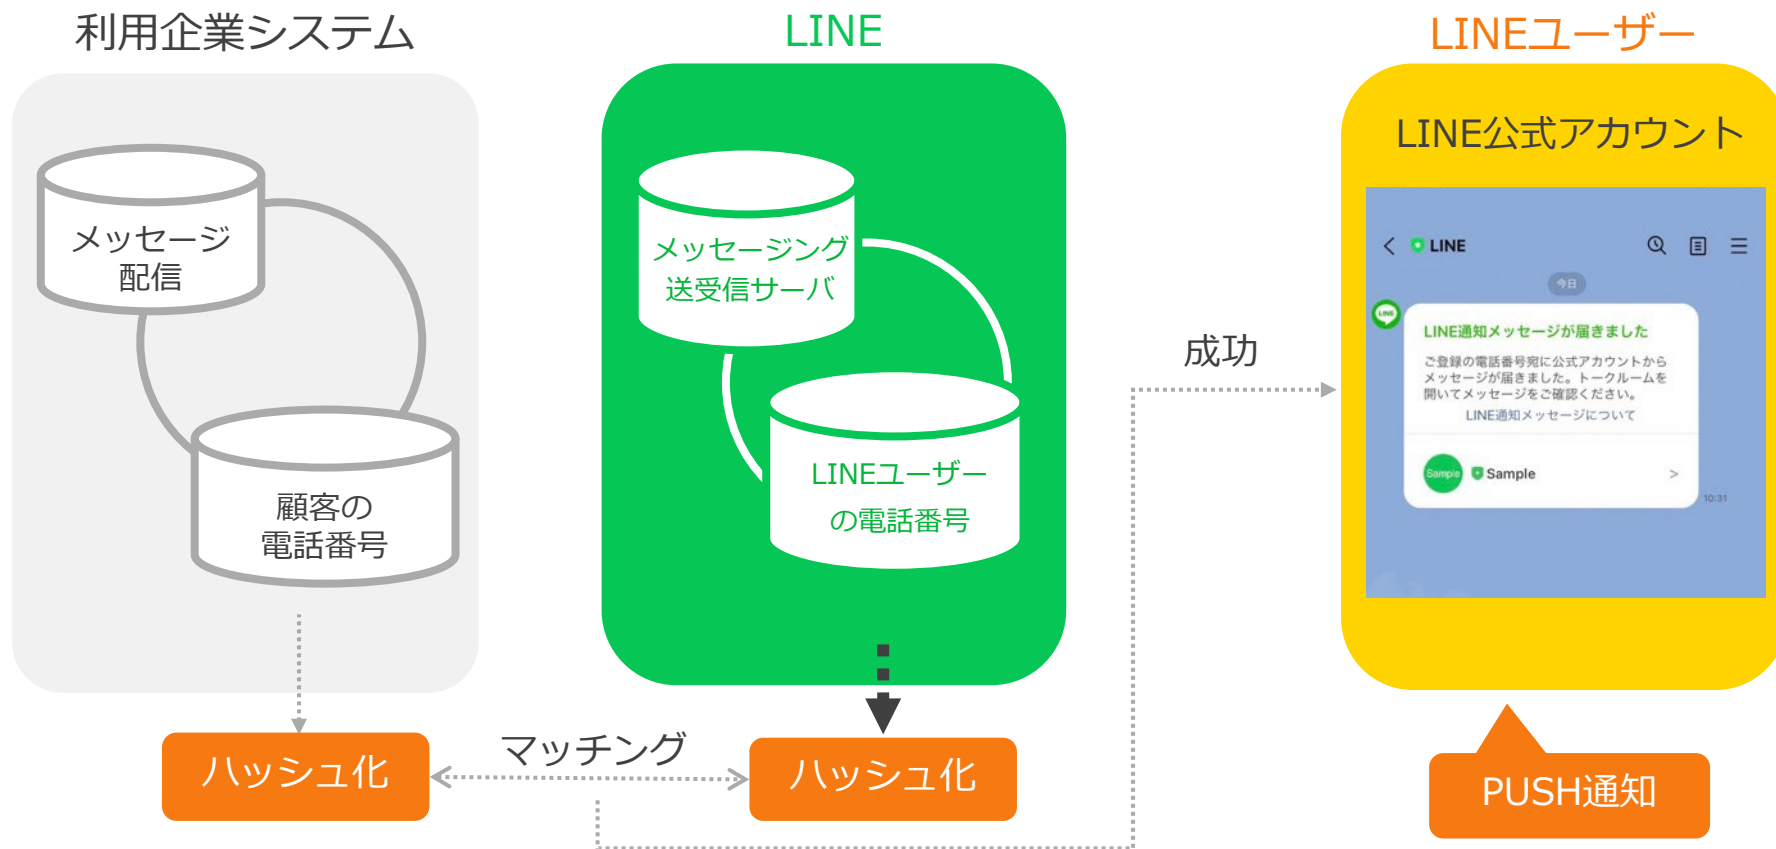 利用企業システム
LINE
LINEユーザー
メッセージ
配信
顧客の
電話番号
メッセージング
送受信サーバ
LINEユーザー
の電話番号
成功
LINE公式アカウント
LINE
今日
LINE
LINE通知メッセージが届きました
ご登録の電話番号宛に公式アカウントから
メッセージが届きました。トークルームを
開いてメッセージをご確認ください。
LINE通知メッセージについて
Sample
Sample
>
10:31
ハッシュ化
マッチング
ハッシュ化
PUSH通知